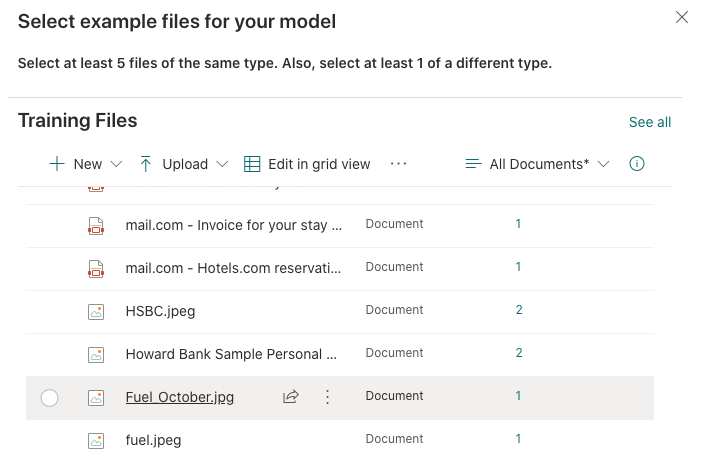 Select example files for your model
Select at least 5 files of the same type. Also, select at least 1 of a different type.
Training Files
See all
New Upload Edit in grid view ··· All Documents*
mail.com - Invoice for your stay ... Document 1
mail.com - Hotels.com reservati... Document 1
HSBC.jpeg Document 2
Howard Bank Sample Personal ... Document 2
Fuel_October.jpg Document 1
fuel.jpeg Document 1